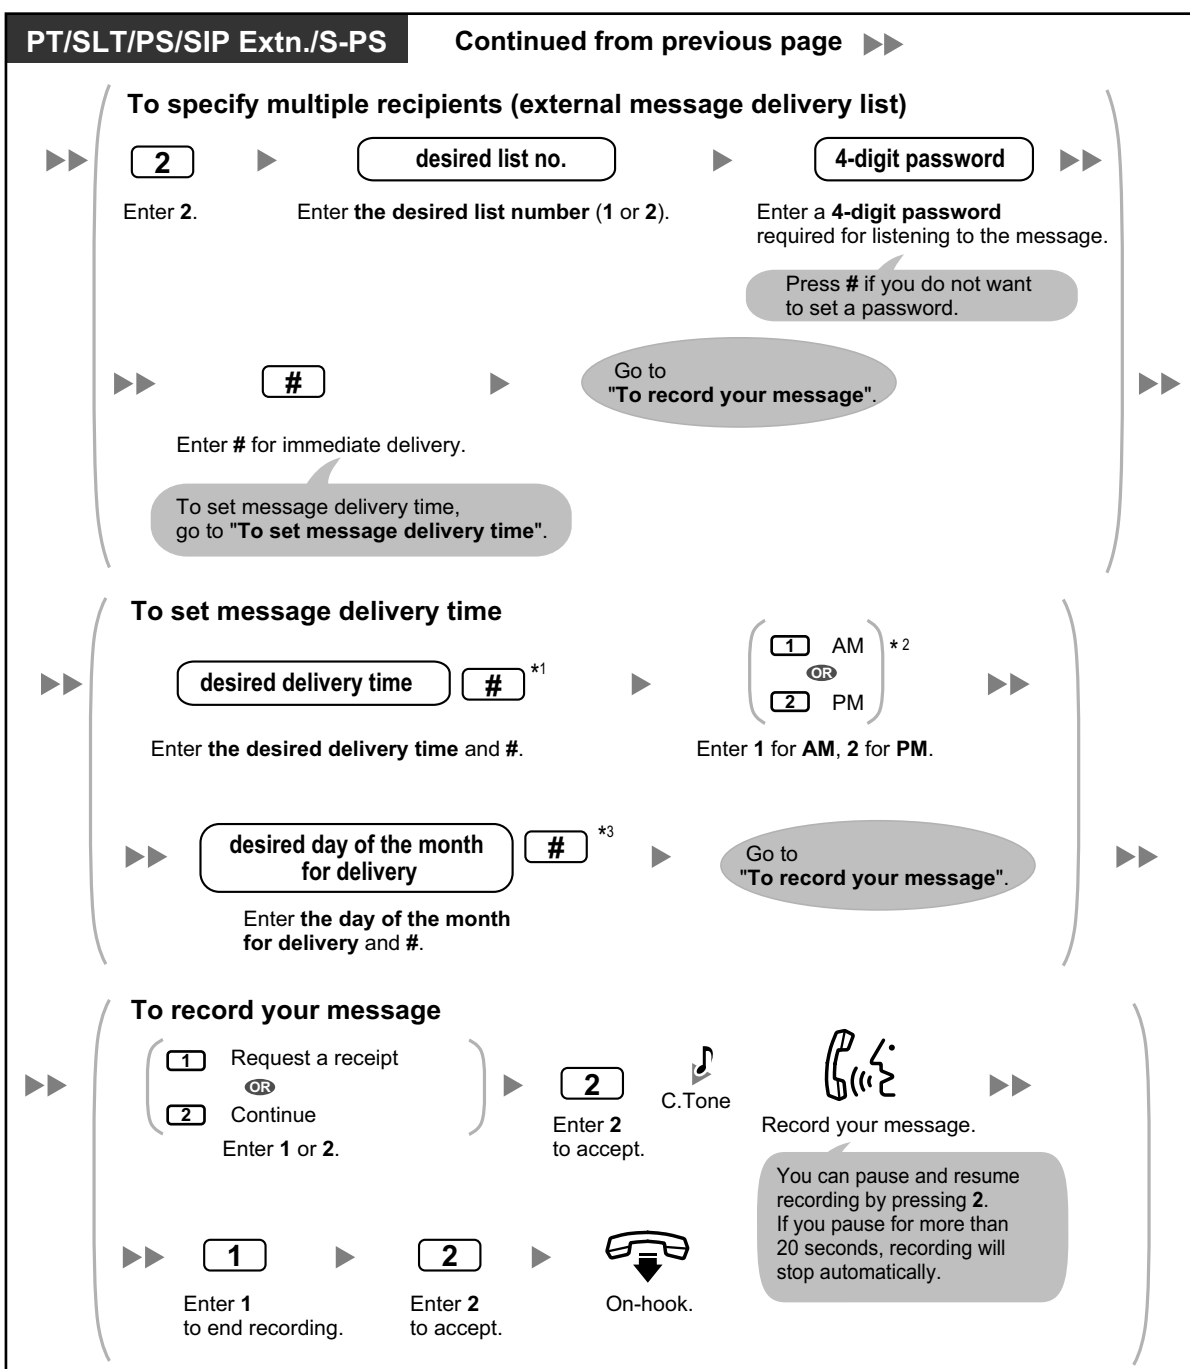 PT/SLT/PS/SIP Extn./S-PS Continued from previous page
To specify multiple recipients (external message delivery list)
2 desired list no. 4-digit password
Enter 2. Enter the desired list number (1 or 2). Enter a 4-digit password
required for listening to the message.
Press # if you do not want
to set a password.
#
Go to
"To record your message".
Enter # for immediate delivery.
To set message delivery time,
go to "To set message delivery time".
To set message delivery time
desired delivery time # *1
1 AM *2
OR
2 PM
Enter the desired delivery time and #. Enter 1 for AM, 2 for PM.
desired day of the month
for delivery
# *3
Go to
"To record your message".
Enter the day of the month
for delivery and #.
To record your message
1 Request a receipt
OR
2 Continue
Enter 1 or 2.
2
Enter 2
to accept.
C.Tone
Record your message.
You can pause and resume
recording by pressing 2.
If you pause for more than
20 seconds, recording will
stop automatically.
1 2
Enter 1
to end recording.
Enter 2
to accept.
On-hook.